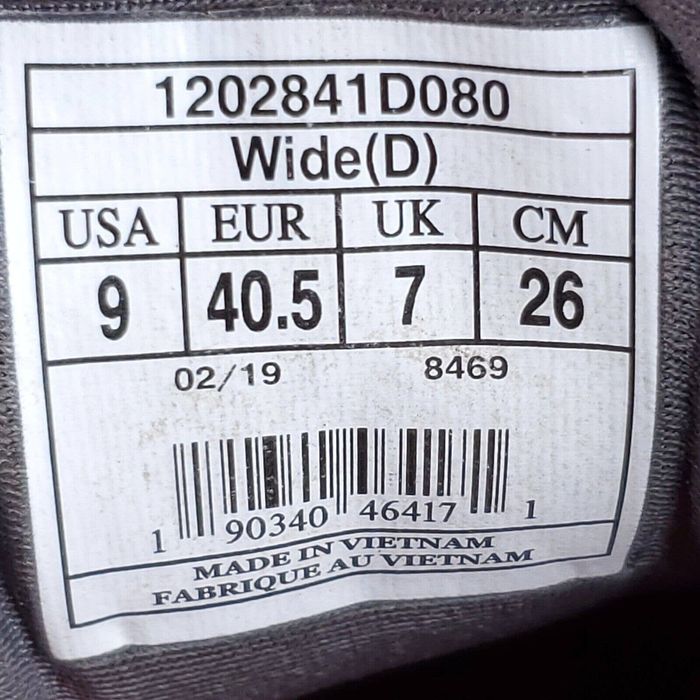 1202841D080
Wide(D)
USA EUR UK CM
9 40.5 7 26
02/19 8469
1 90340 46417 1
MADE IN VIETNAM
FABRIQUE AU VIETNAM